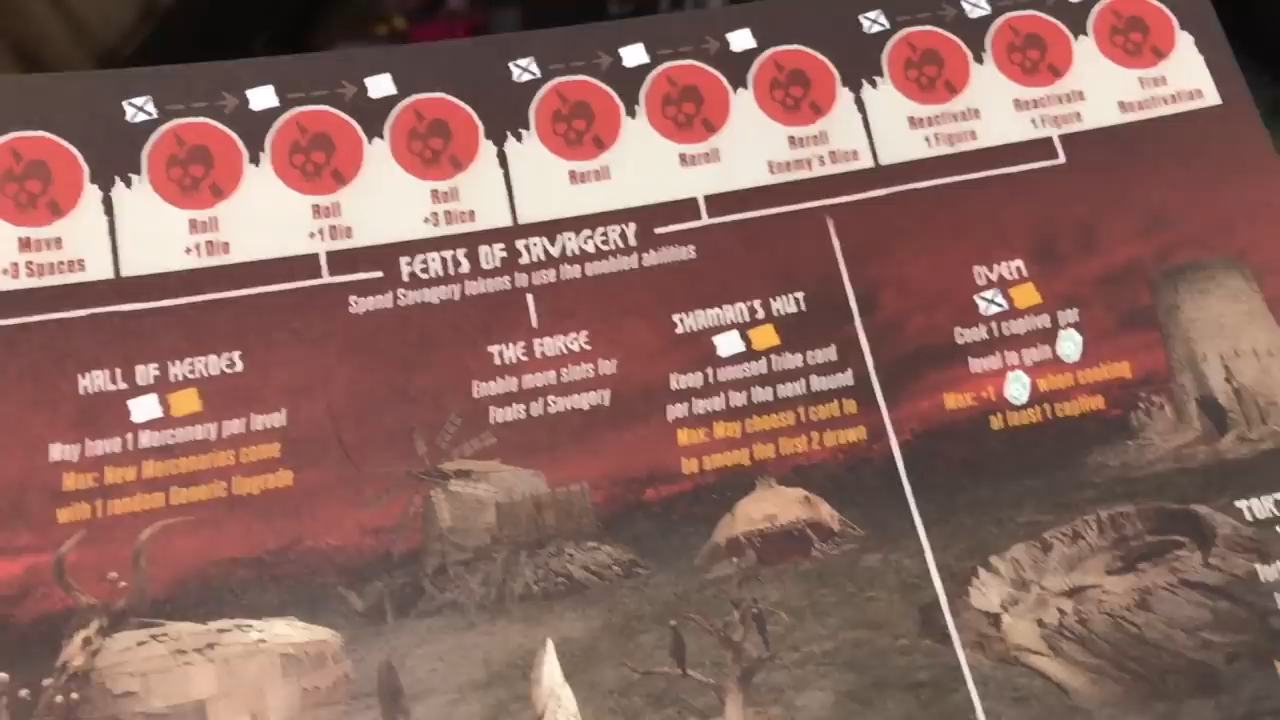 Move
+3 Spaces
Roll
+1 Die
Roll
+1 Die
Roll
+3 Dice
Reroll
Reroll
Reroll
Enemy's Dice
Reactivate
1 Figure
Reactivate
1 Figure
Free
Reactivation
FEATS OF SAVAGERY
Spend Savagery tokens to use the enabled abilities
HALL OF HEROES
May have 1 Mercenary per level
Max: New Mercenaries come
with 1 random Generic Upgrade
THE FORGE
Enable more slots for
Feats of Savagery
SHAMAN'S HUT
Keep 1 unused Tribe card
per level for the next Round
Max: May choose 1 card to
be among the first 2 drawn
OVEN
Cook 1 captive per
level to gain
Max: +1 when cooking
at least 1 captive